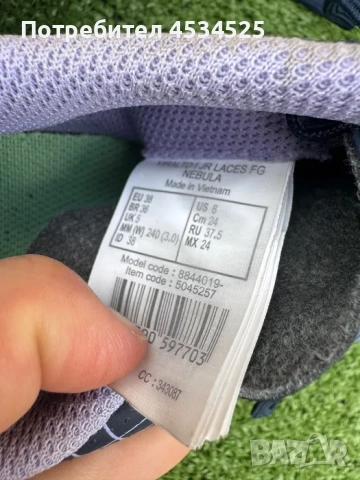 Потребител 4534525
JR LACES FG
NEBULA
Made in Vietnam
EU 38 US 6
BR 36 Cm 24
UK 5 RU 37,5
MM (W) 240 (3.0) MX 24
ID 38
Model code : 8844019-
Item code : 5045257
597703
CC : 343087
bazar